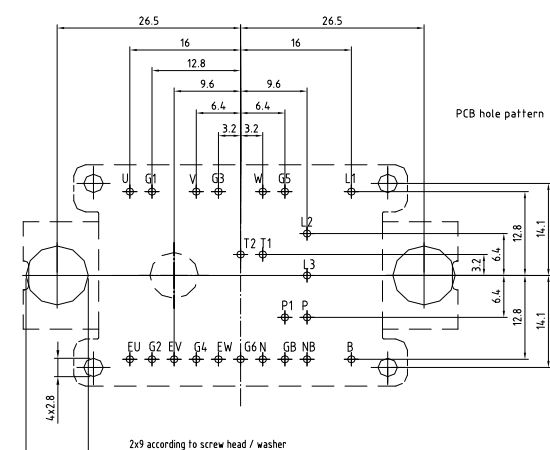 26.5 26.5
16 16
12.8
9.6 9.6
6.4 6.4
3.2 3.2
PCB hole pattern
U G1 V G3 W G5 L1
L2
T2 T1
L3
P1 P
EU G2 EV G4 EW G6 N GB NB B
3.2
6.4
12.8
14.1
6.4
12.8
14.1
4x2.8
2x9 according to screw head / washer